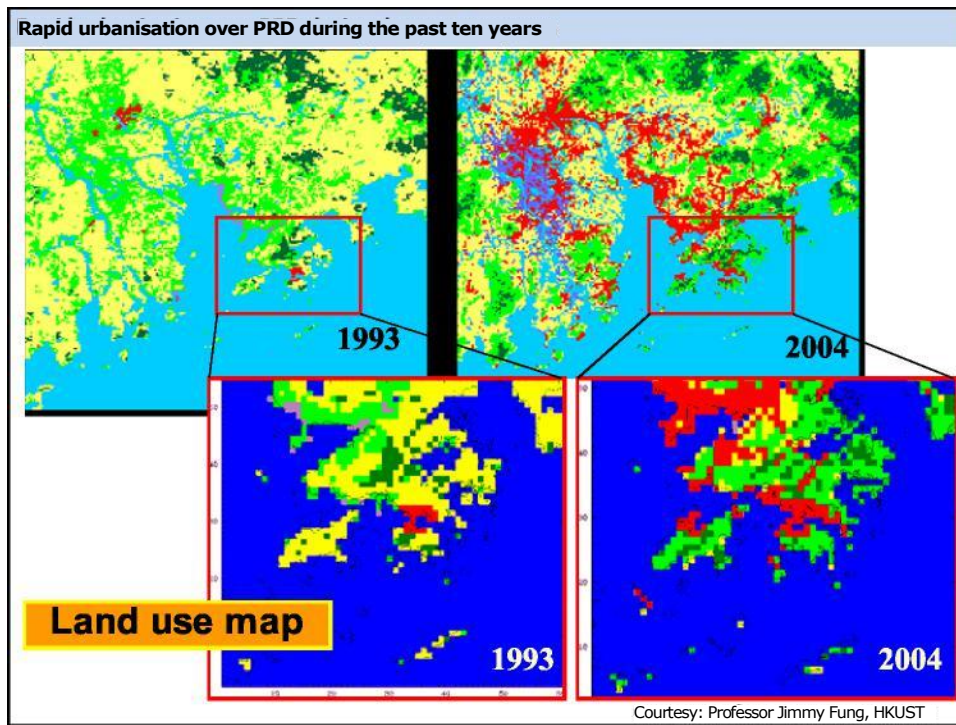 Rapid urbanisation over PRD during the past ten years
1993
2004
Land use map
1993
2004
Courtesy: Professor Jimmy Fung, HKUST